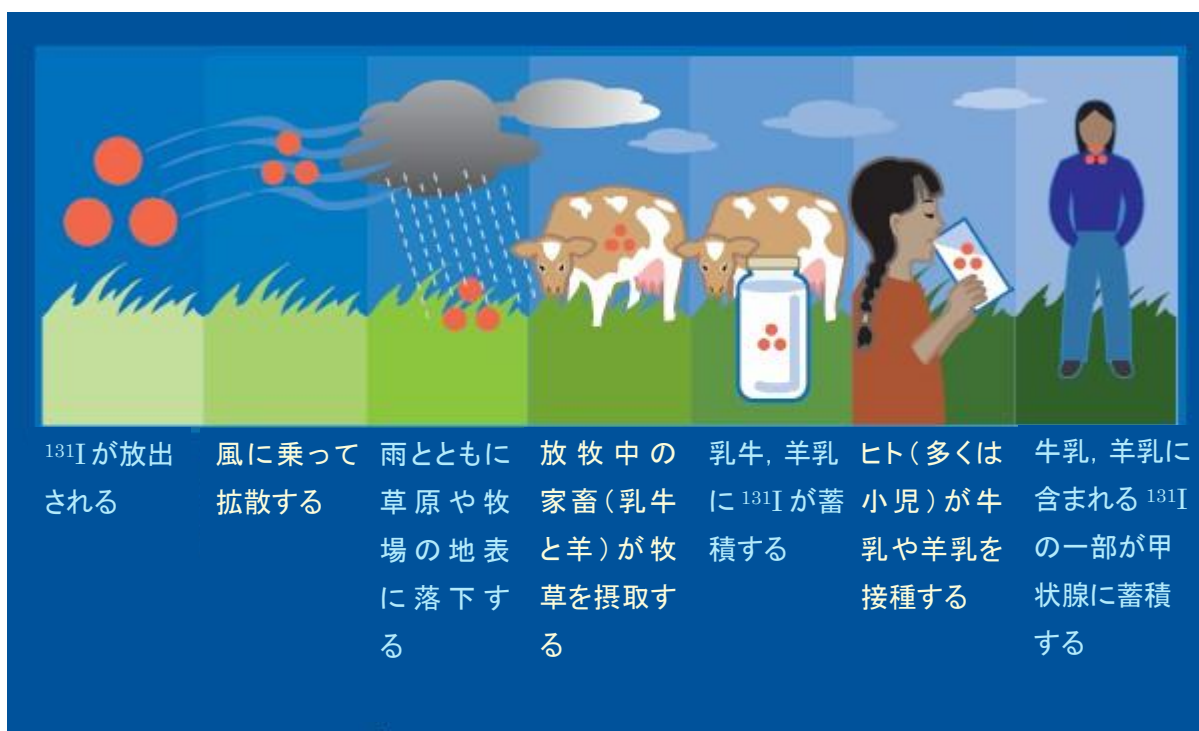 ¹³¹Iが放出
される
風に乗って
拡散する
雨とともに
草原や牧
場の地表
に落下す
る
放牧中の
家畜(乳牛
と羊)が牧
草を摂取す
る
乳牛, 羊乳
に¹³¹Iが蓄
積する
ヒト(多くは
小児)が牛
乳や羊乳を
接種する
牛乳, 羊乳に
含まれる¹³¹I
の一部が甲
状腺に蓄積
する